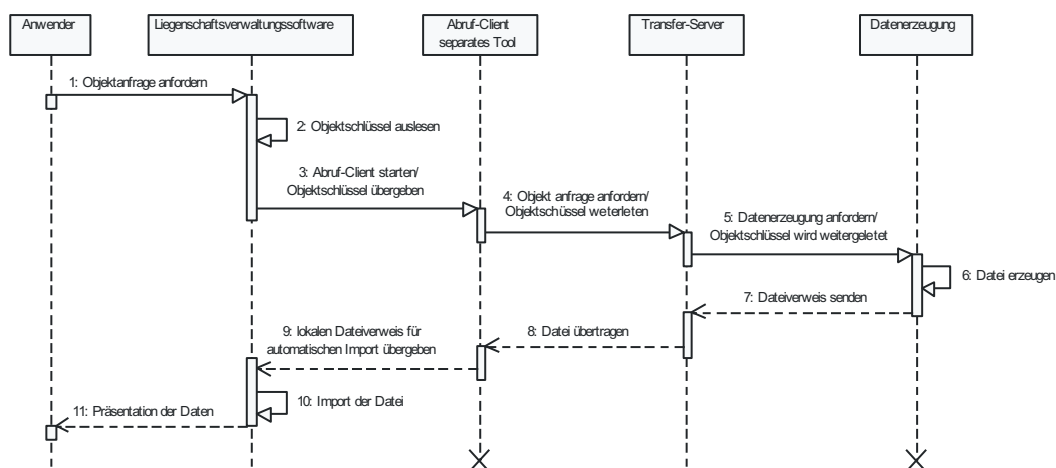 Anwender
Liegenschaftsverwaltungssoftware
Abruf-Client
separates Tool
Transfer-Server
Datenerzeugung
1: Objektanfrage anfordern
2: Objektschlüssel auslesen
3: Abruf-Client starten/
Objektschlüssel übergeben
4: Objekt anfrage anfordern/
Objektschüssel weterleten
5: Datenerzeugung anfordern/
Objektschlüssel wird weitergeletet
6: Datei erzeugen
7: Dateiverweis senden
8: Datei übertragen
9: lokalen Dateiverweis für
automatischen Import übergeben
10: Import der Datei
11: Präsentation der Daten